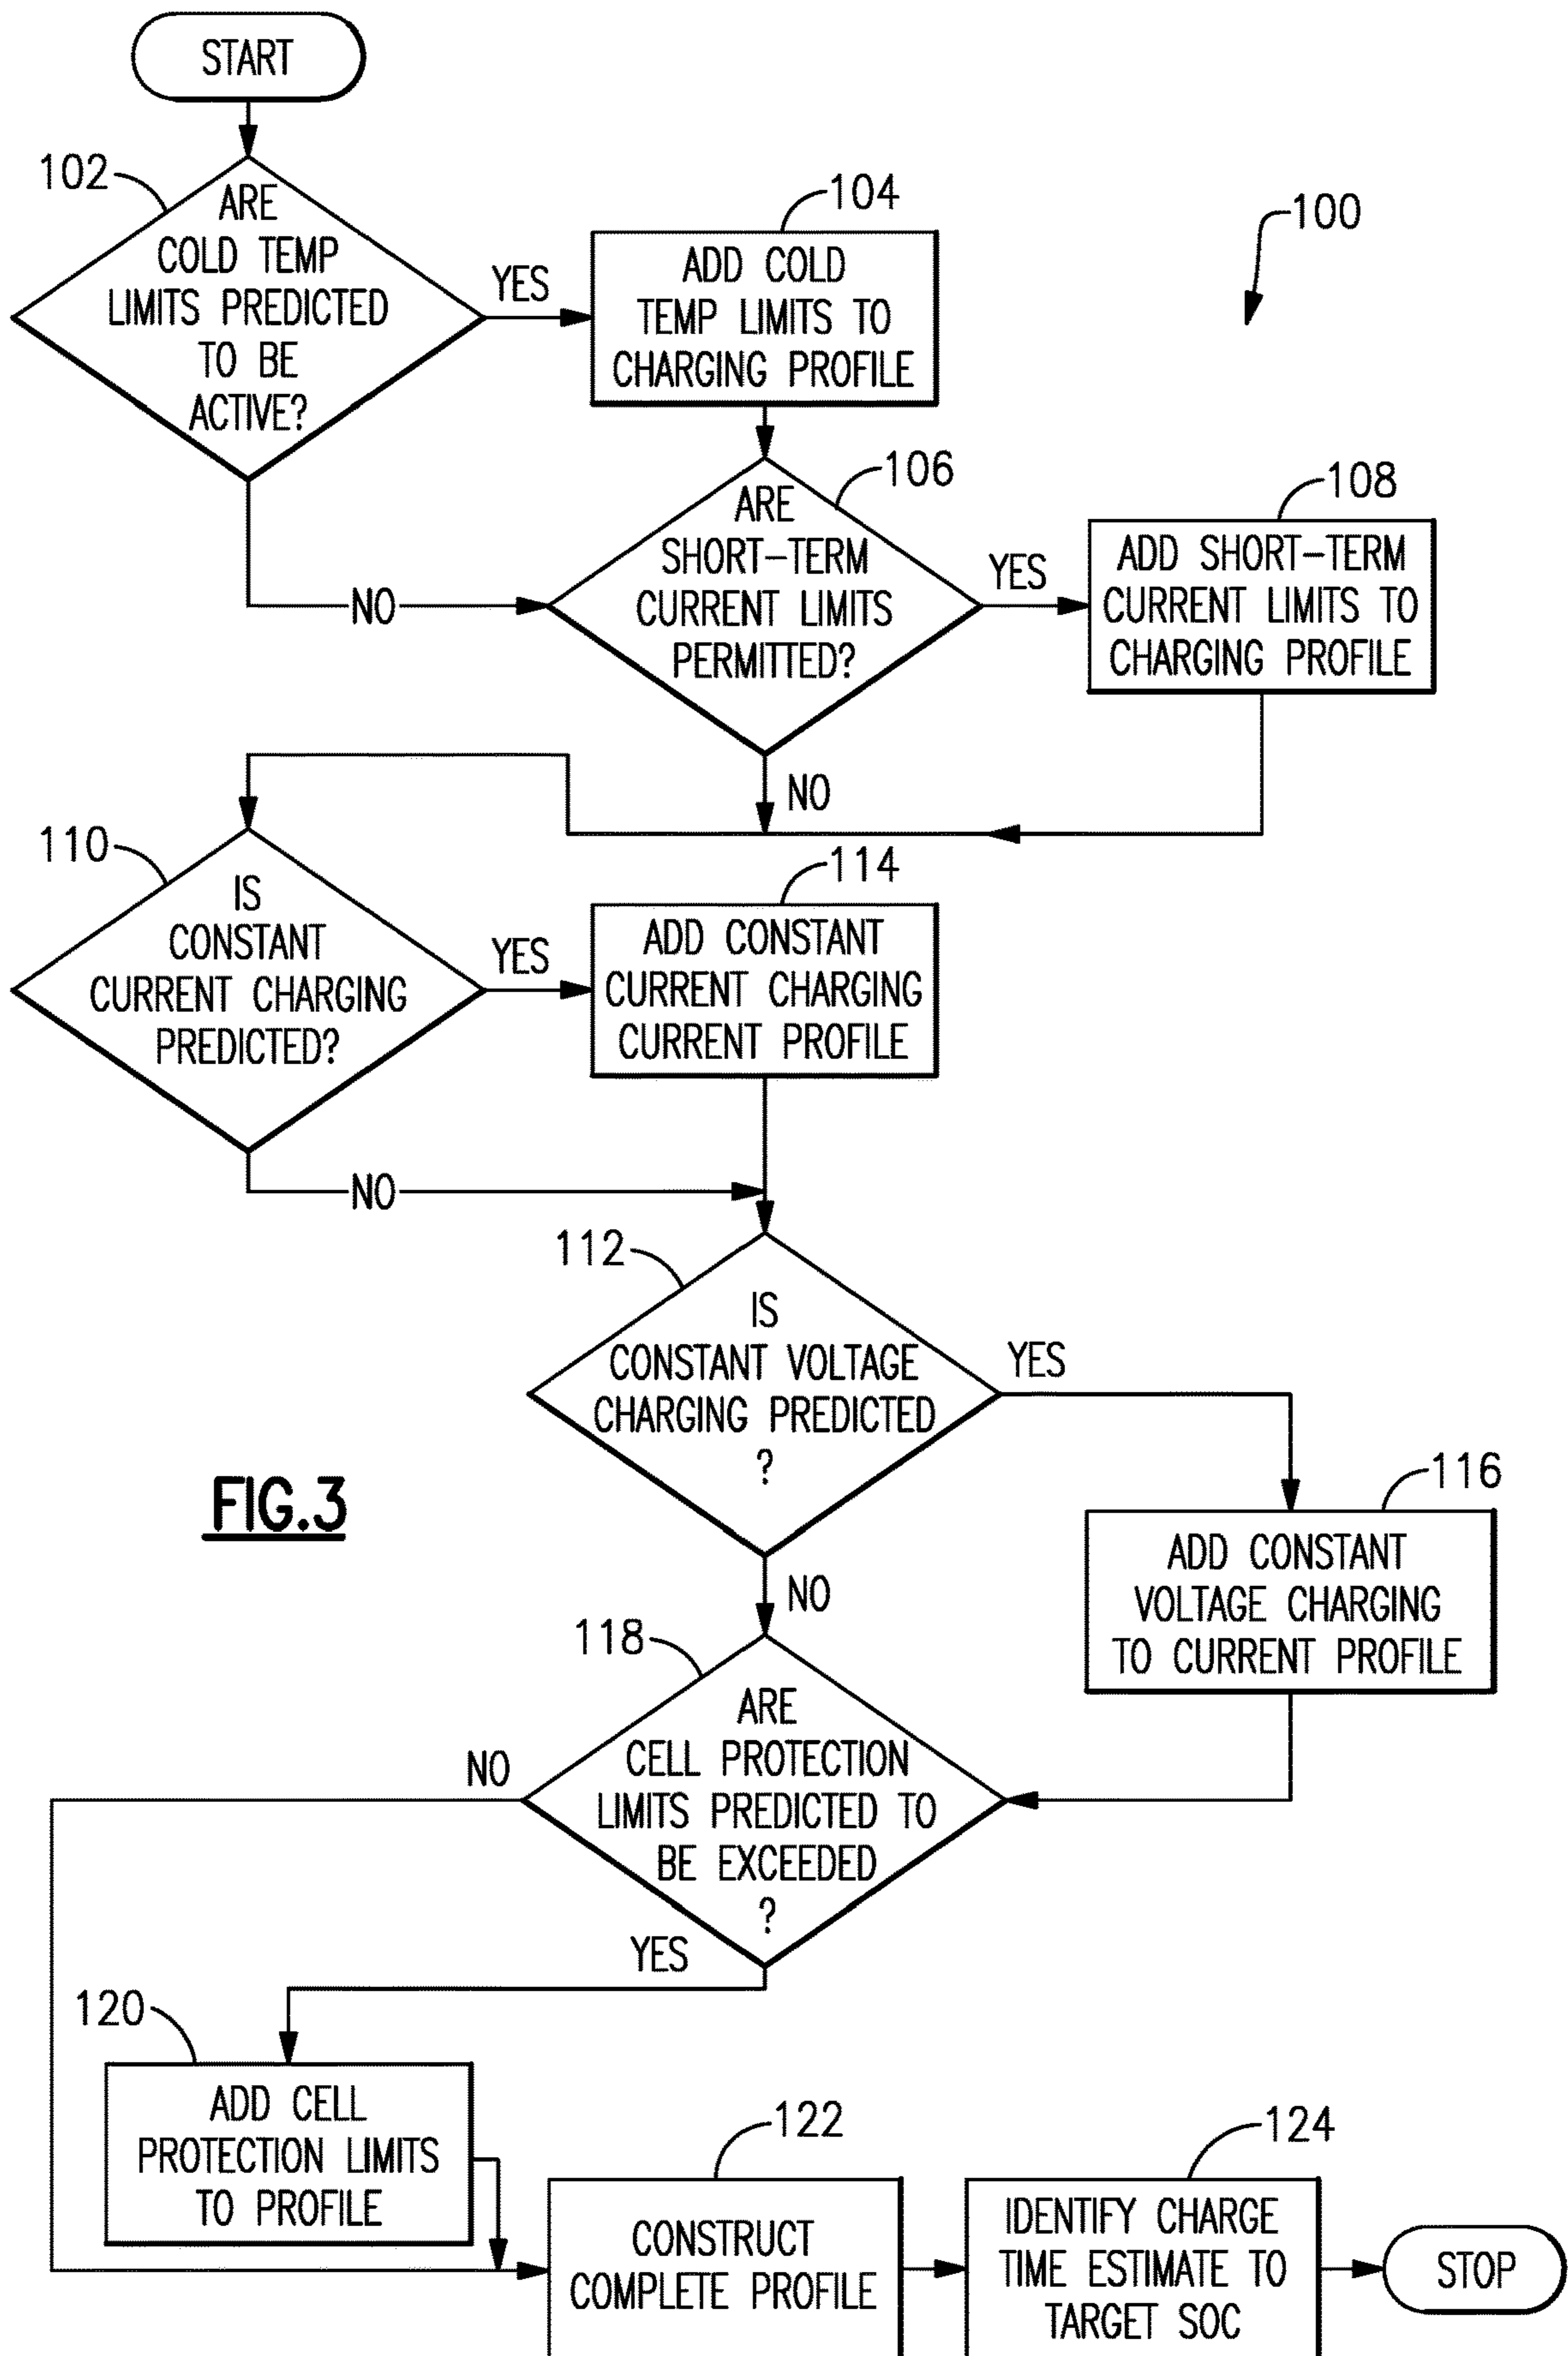 START
102
ARE
COLD TEMP
LIMITS PREDICTED
TO BE
ACTIVE?
YES
104
ADD COLD
TEMP LIMITS TO
CHARGING PROFILE
100
NO
106
ARE
SHORT-TERM
CURRENT LIMITS
PERMITTED?
YES
108
ADD SHORT-TERM
CURRENT LIMITS TO
CHARGING PROFILE
NO
110
IS
CONSTANT
CURRENT CHARGING
PREDICTED?
YES
114
ADD CONSTANT
CURRENT CHARGING
CURRENT PROFILE
NO
112
IS
CONSTANT VOLTAGE
CHARGING PREDICTED
?
YES
116
ADD CONSTANT
VOLTAGE CHARGING
TO CURRENT PROFILE
FIG.3
NO
118
ARE
CELL PROTECTION
LIMITS PREDICTED TO
BE EXCEEDED
?
NO
YES
120
ADD CELL
PROTECTION LIMITS
TO PROFILE
122
CONSTRUCT
COMPLETE PROFILE
124
IDENTIFY CHARGE
TIME ESTIMATE TO
TARGET SOC
STOP